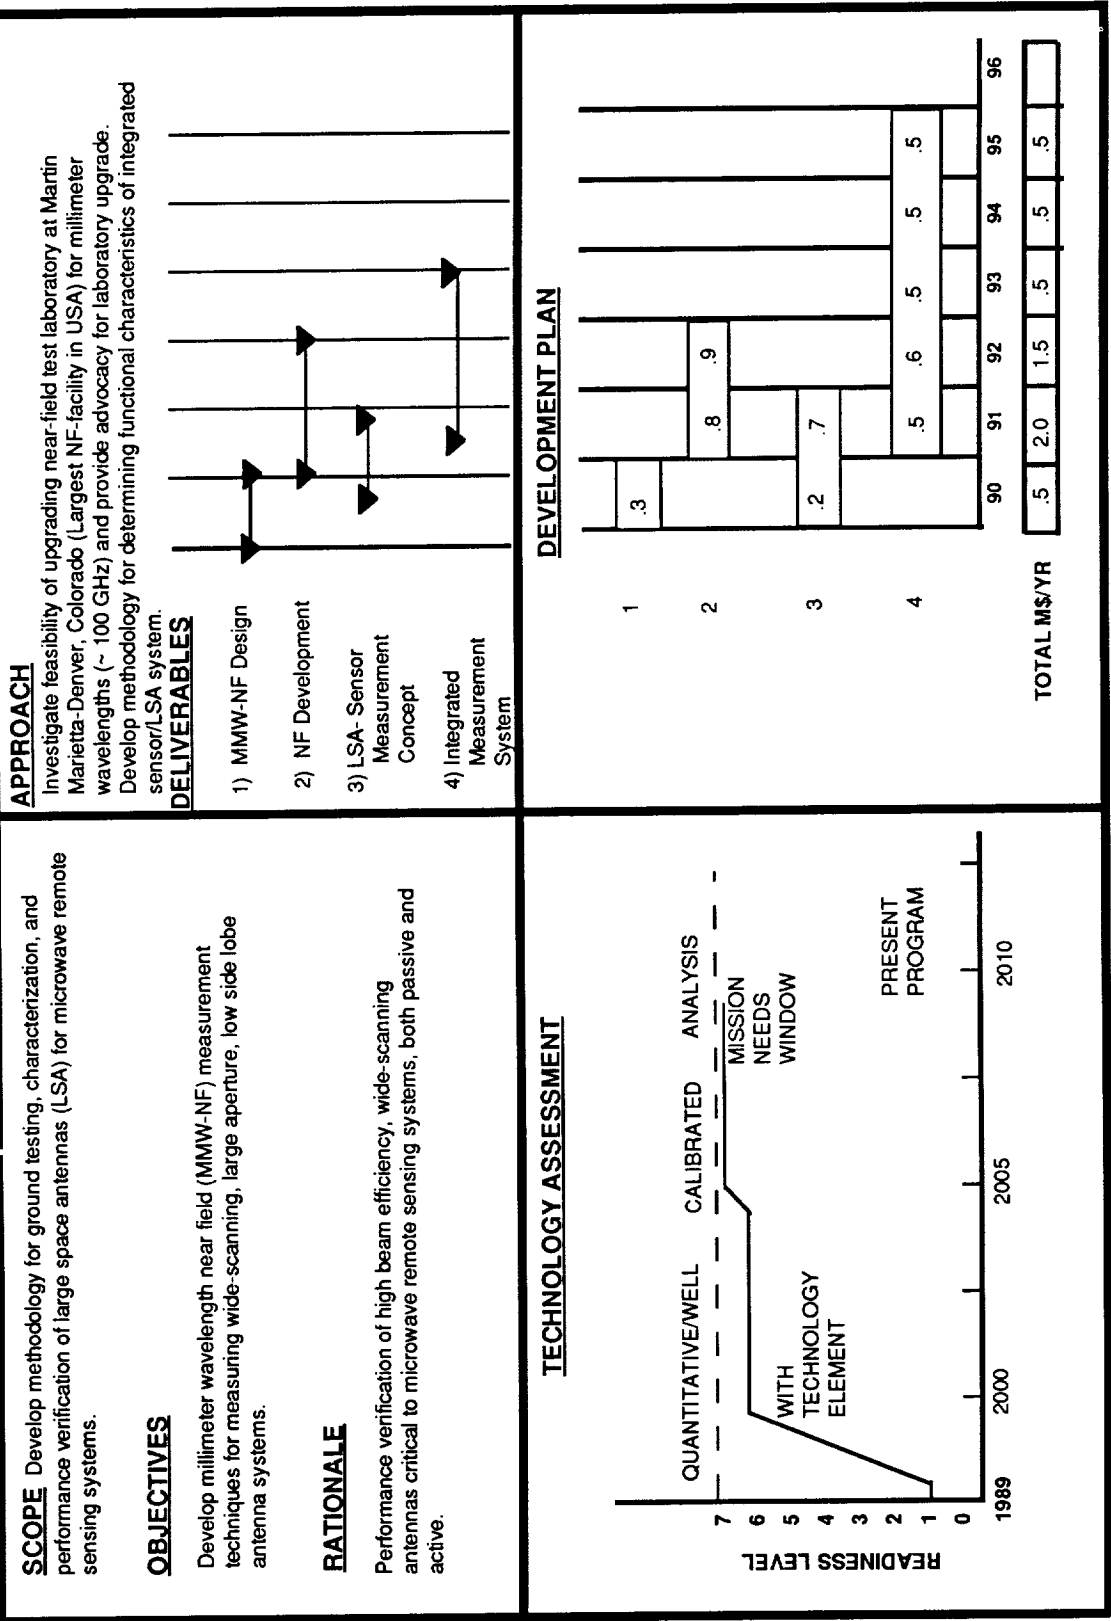 SCOPE Develop methodology for ground testing, characterization, and
performance verification of large space antennas (LSA) for microwave remote
sensing systems.
OBJECTIVES
Develop millimeter wavelength near field (MMW-NF) measurement
techniques for measuring wide-scanning, large aperture, low side lobe
antenna systems.
RATIONALE
Performance verification of high beam efficiency, wide-scanning
antennas critical to microwave remote sensing systems, both passive and
active.
APPROACH
Investigate feasibility of upgrading near-field test laboratory at Martin
Marietta-Denver, Colorado (Largest NF-facility in USA) for millimeter
wavelengths (~ 100 GHz) and provide advocacy for laboratory upgrade.
Develop methodology for determining functional characteristics of integrated
sensor/LSA system.
DELIVERABLES
1) MMW-NF Design
2) NF Development
3) LSA- Sensor
Measurement
Concept
4) Integrated
Measurement
System
TECHNOLOGY ASSESSMENT
QUANTITATIVE/WELL CALIBRATED ANALYSIS
MISSION
NEEDS
WINDOW
WITH
TECHNOLOGY
ELEMENT
PRESENT
PROGRAM
READINESS LEVEL
7
6
5
4
3
2
1
0
1989 2000 2005 2010
DEVELOPMENT PLAN
1 .3
2 .8 .9
3 .2 .7
4 .5 .6 .5 .5 .5
90 91 92 93 94 95 96
TOTAL M$/YR .5 2.0 1.5 .5 .5 .5